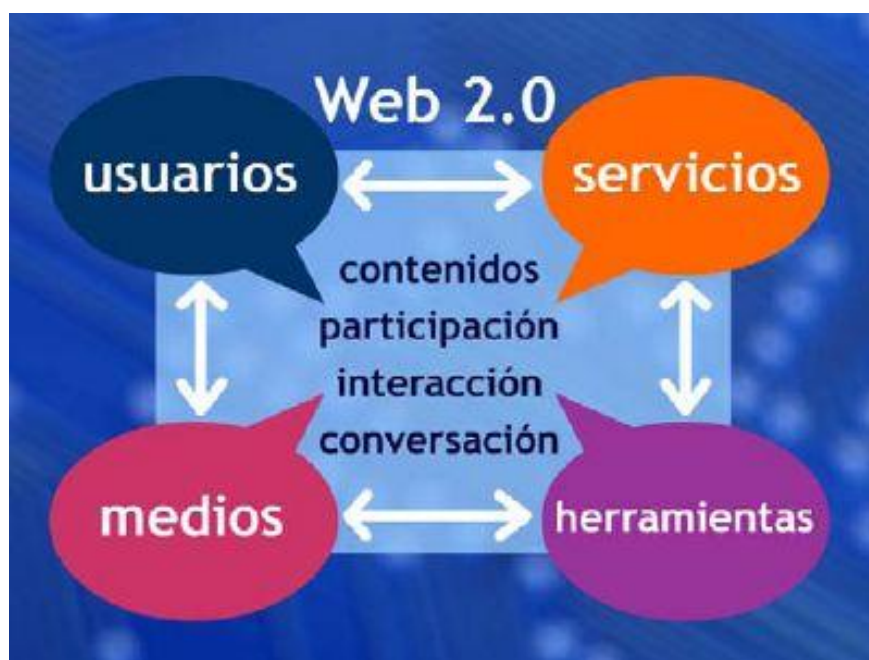 Web 2.0
usuarios
servicios
contenidos
participación
interacción
conversación
medios
herramientas